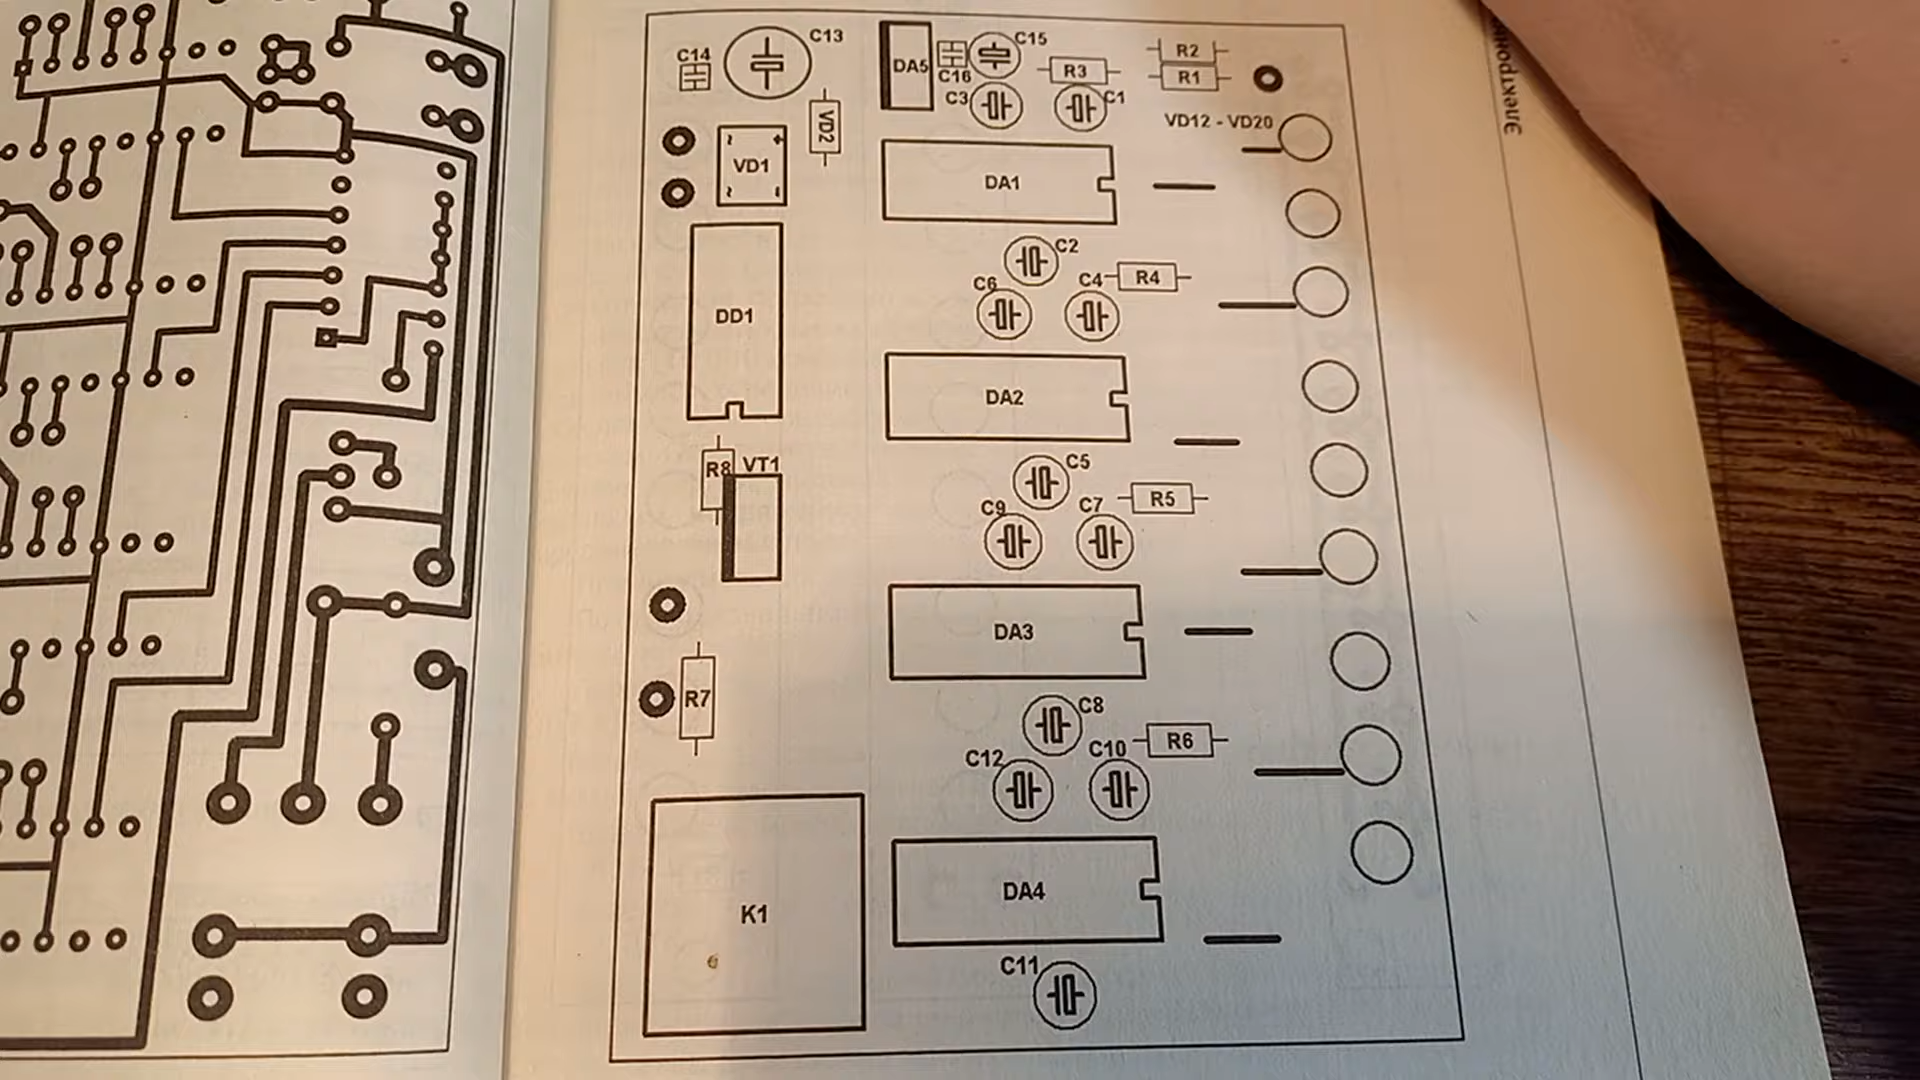 C14
C13
DA5
C16
C15
C3
R3
C1
R2
R1
VD2
VD1
VD12 - VD20
DA1
C2
C6
C4
R4
DD1
DA2
R8
VT1
C5
C9
C7
R5
DA3
R7
C8
C12
C10
R6
K1
DA4
C11